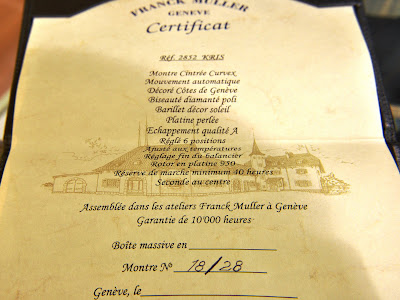 FRANCK MULLER
GENEVE
Certificat
Réf. 2852 KRIS
Montre Cintrée Curvex
Mouvement automatique
Décoré Côtes de Genève
Biseauté diamanté poli
Barillet décor soleil
Platine perlée
Echappement qualité A
Réglé 6 positions
Ajusté aux températures
Réglage fin du balancier
Rotor en platine 950
Réserve de marche minimum 40 heures
Seconde au centre
Assemblée dans les ateliers Franck Muller à Genève
Garantie de 10'000 heures
Boîte massive en
Montre N° 18/28
Genève, le